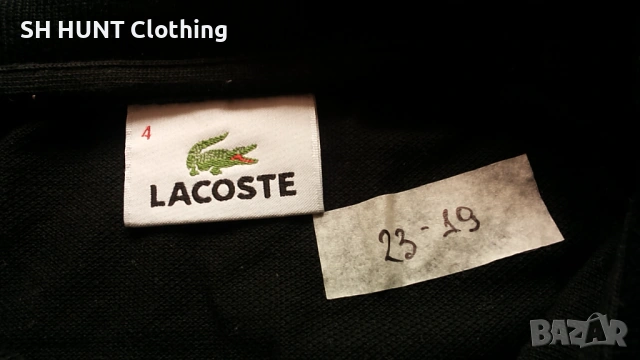 SH HUNT Clothing
4
LACOSTE
23-19
BAZAR